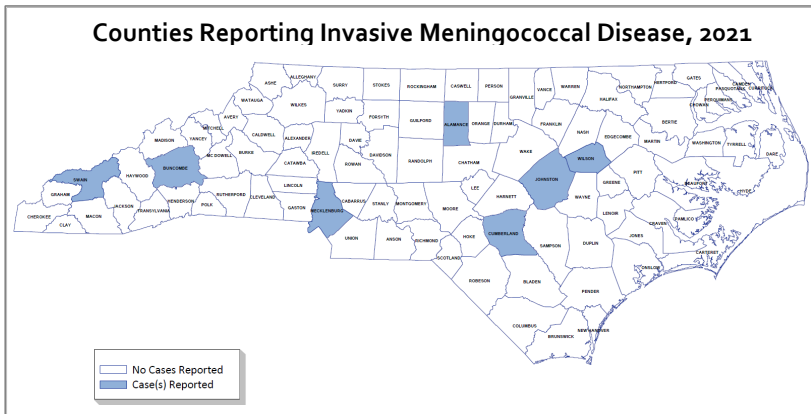 Counties Reporting Invasive Meningococcal Disease, 2021
ALLEGHANY
ASHE
SURRY
STOKES
ROCKINGHAM
CASWELL
PERSON
GRANVILLE
VANCE
WARREN
NORTHAMPTON
HERTFORD
GATES
CAMDEN
PASQUOTANK
PERQUIMANS
CHOWAN
HALIFAX
WATAUGA
WILKES
YADKIN
FORSYTH
GUILFORD
ALAMANCE
ORANGE
DURHAM
FRANKLIN
NASH
EDGECOMBE
BERTIE
MARTIN
WASHINGTON
TYRRELL
DARE
MITCHELL
AVERY
CALDWELL
ALEXANDER
IREDELL
DAVIE
DAVIDSON
RANDOLPH
CHATHAM
WAKE
WILSON
PITT
BEAUFORT
HYDE
MADISON
YANCEY
MC DOWELL
BURKE
CATAWBA
ROWAN
SWAIN
HAYWOOD
BUNCOMBE
LINCOLN
CABARRUS
STANLY
MONTGOMERY
MOORE
LEE
HARNETT
JOHNSTON
WAYNE
GREENE
LENOIR
CRAVEN
PAMLICO
GRAHAM
JACKSON
HENDERSON
RUTHERFORD
POLK
CLEVELAND
GASTON
MECKLENBURG
CHEROKEE
MACON
TRANSYLVANIA
CLAY
UNION
ANSON
RICHMOND
HOKE
CUMBERLAND
SAMPSON
DUPLIN
JONES
CARTERET
ONSLOW
SCOTLAND
ROBESON
BLADEN
PENDER
COLUMBUS
BRUNSWICK
NEW HANOVER
No Cases Reported
Case(s) Reported